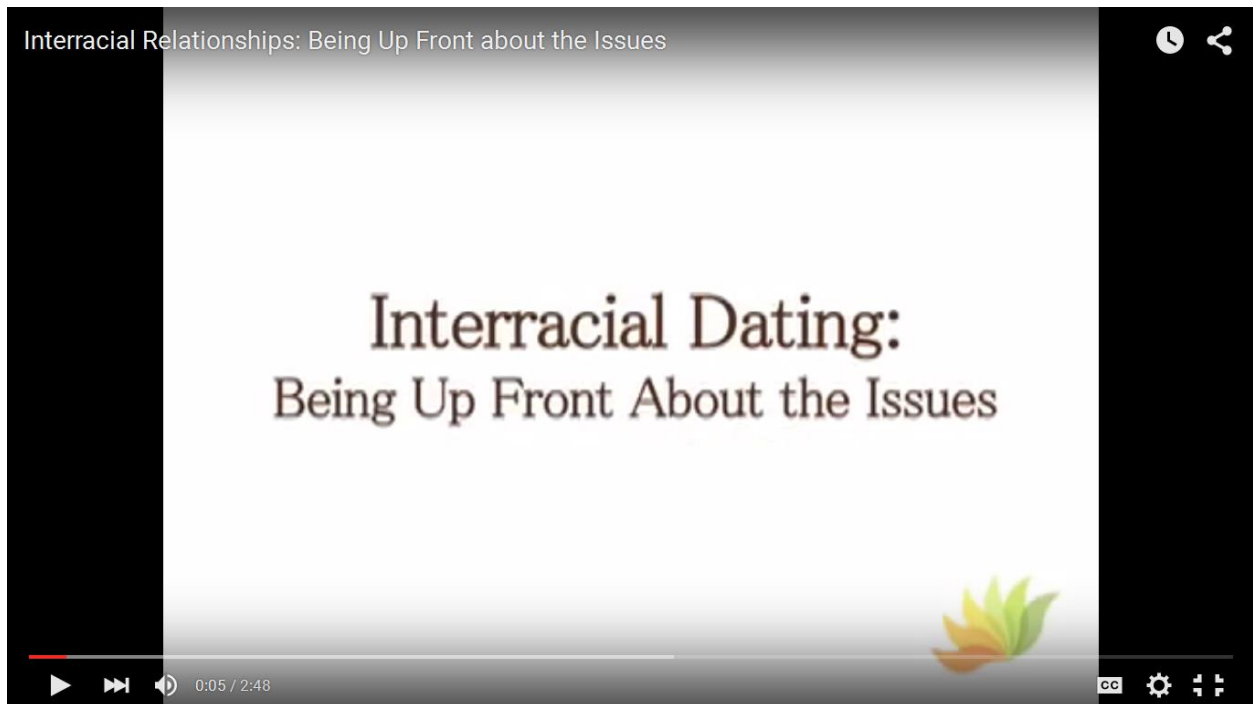 Interracial Relationships: Being Up Front about the Issues
Interracial Dating:
Being Up Front About the Issues
0:05 / 2:48
CC